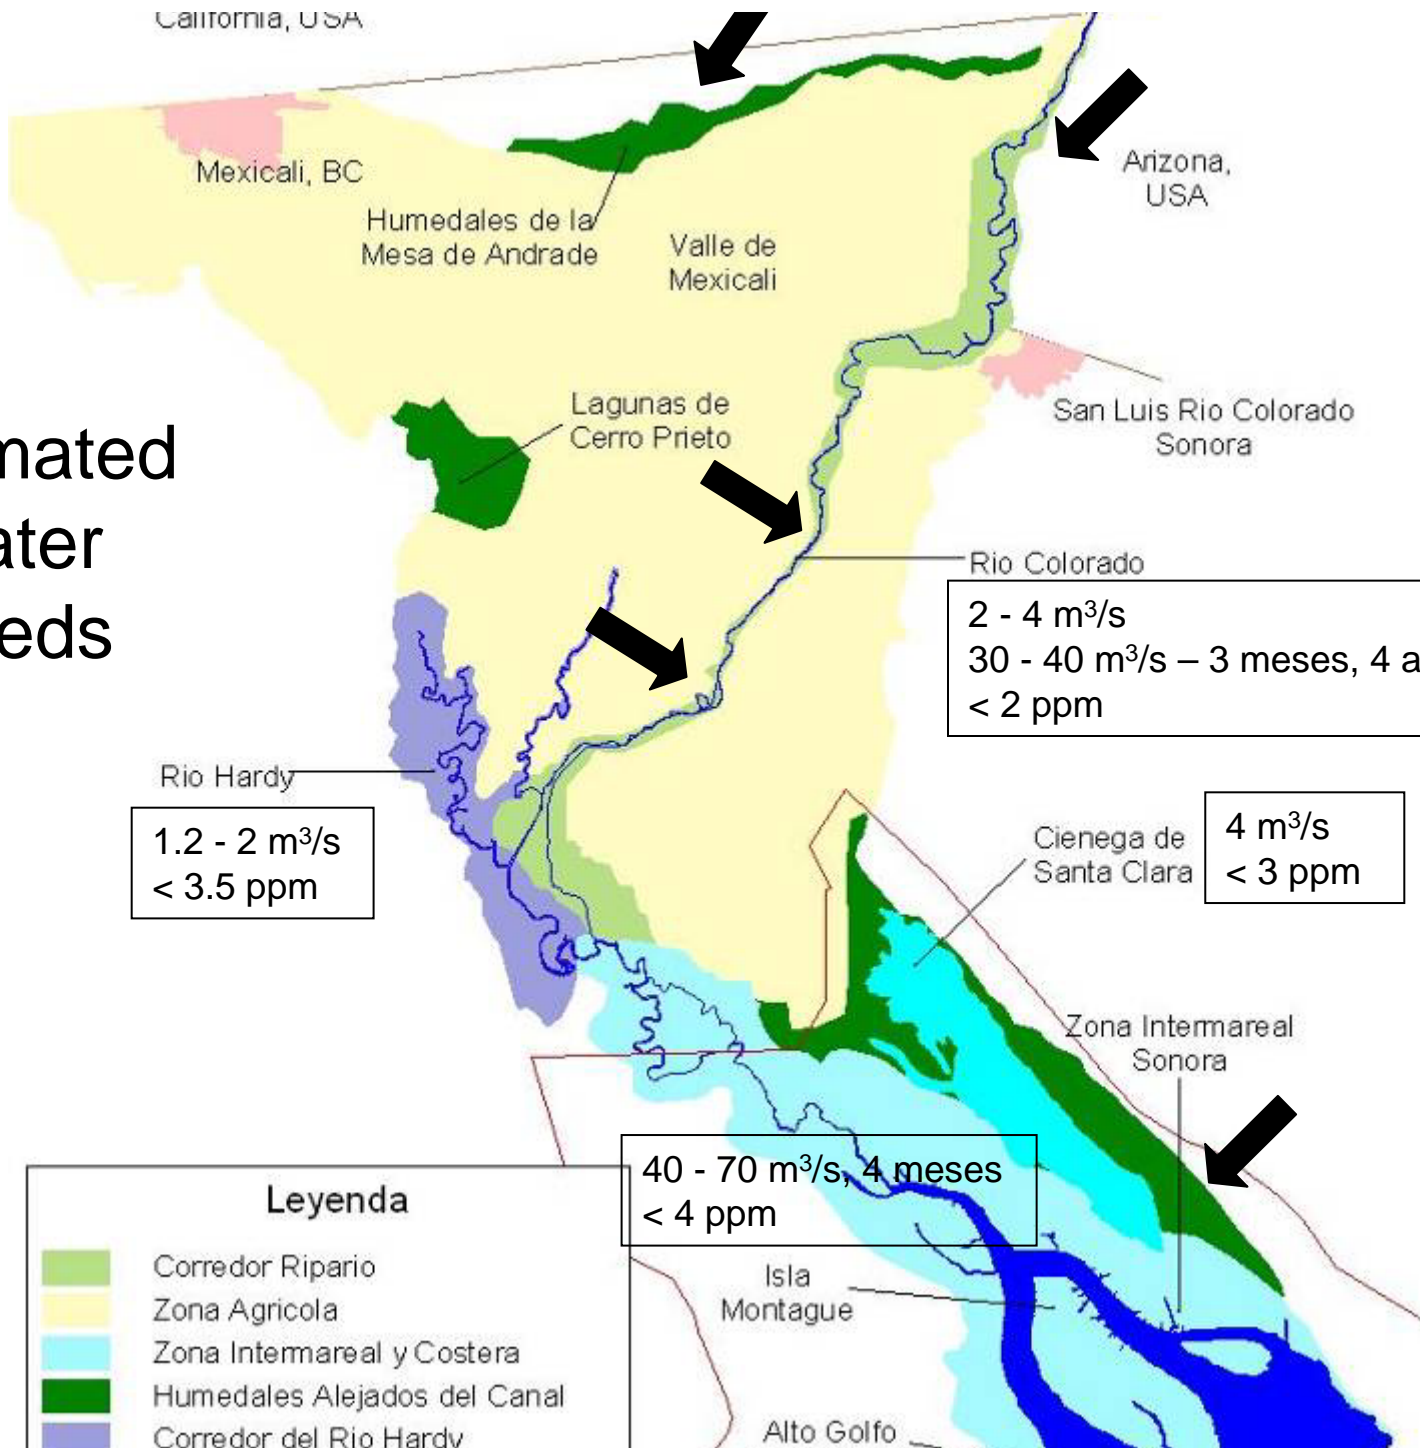 California, USA
Mexicali, BC
Arizona,
USA
Humedales de la
Mesa de Andrade
Valle de
Mexicali
Lagunas de
Cerro Prieto
San Luis Rio Colorado
Sonora
mated
ater
eds
Rio Colorado
2 - 4 m³/s
30 - 40 m³/s – 3 meses, 4 a
< 2 ppm
Rio Hardy
1.2 - 2 m³/s
< 3.5 ppm
Cienega de
Santa Clara
4 m³/s
< 3 ppm
Zona Intermareal
Sonora
40 - 70 m³/s, 4 meses
< 4 ppm
Isla
Montague
Alto Golfo
Leyenda
Corredor Ripario
Zona Agricola
Zona Intermareal y Costera
Humedales Alejados del Canal
Corredor del Rio Hardy